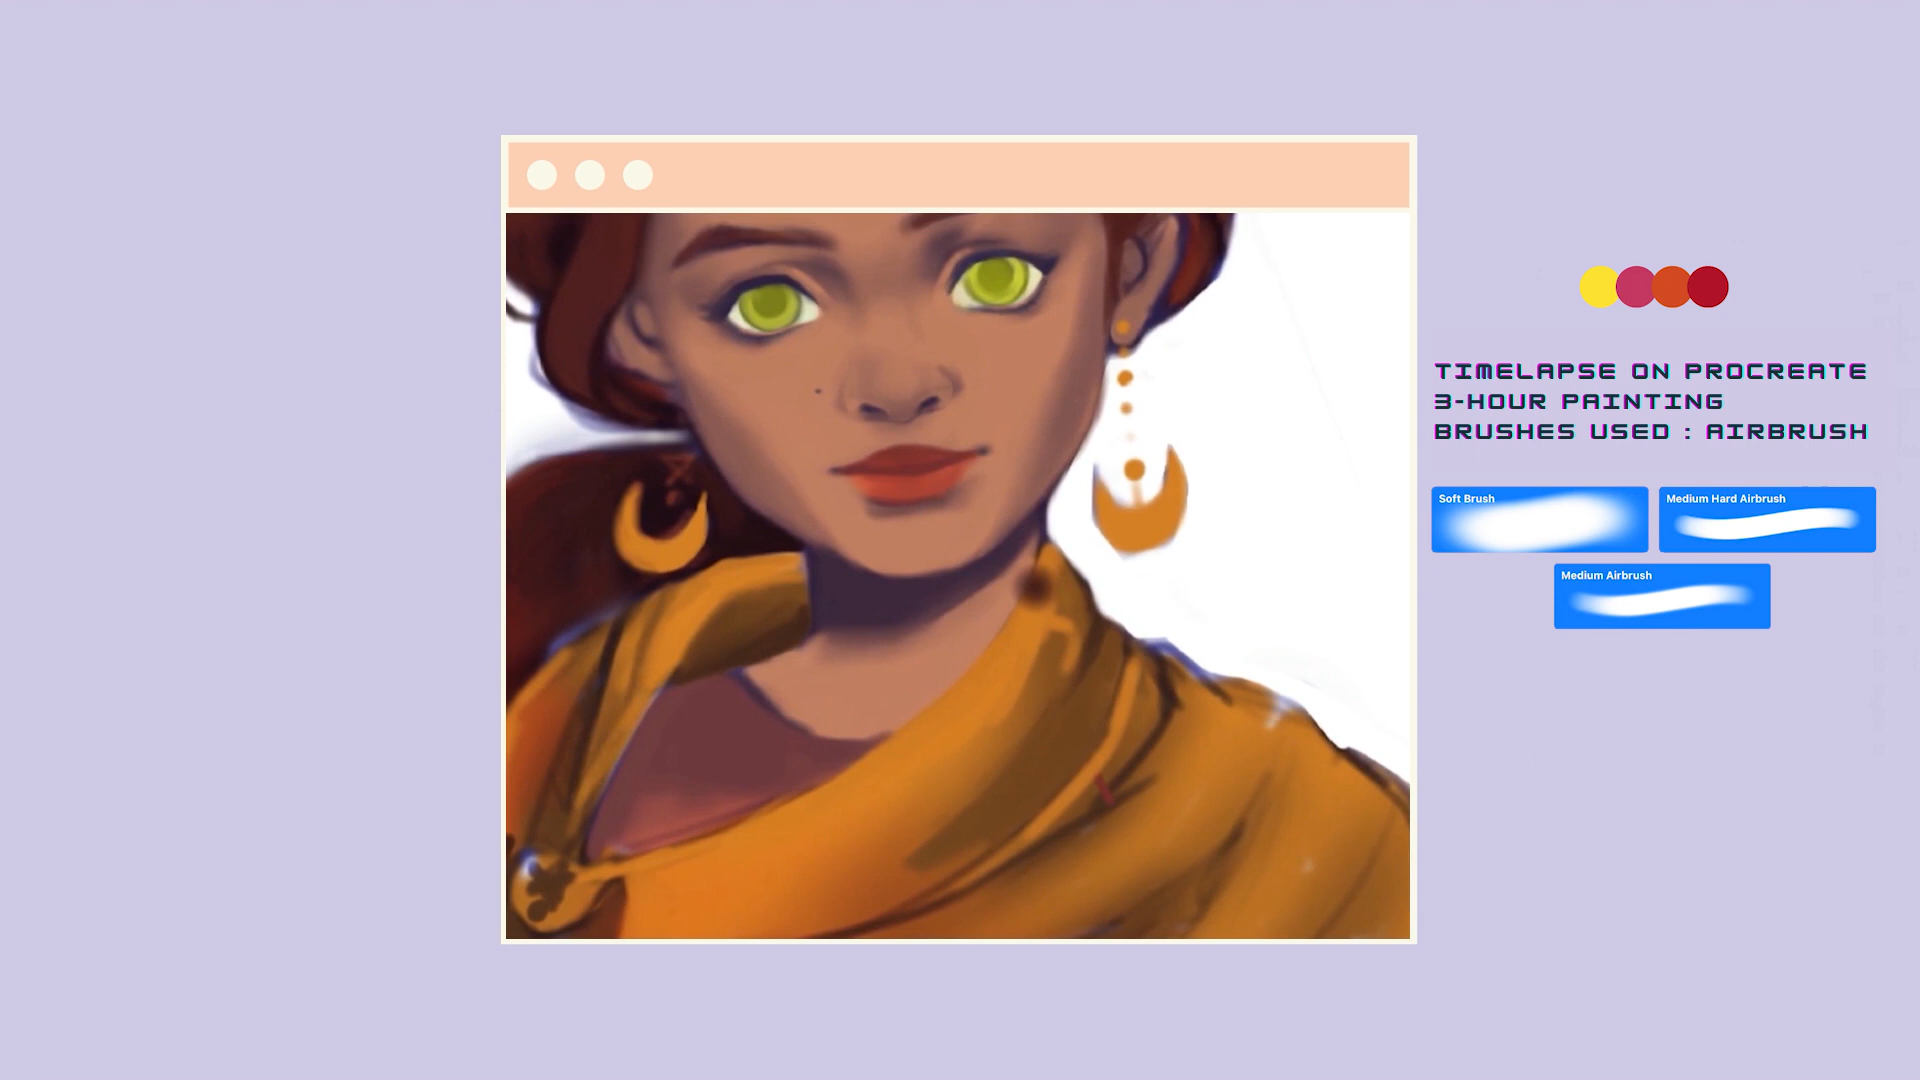 TIMELAPSE ON PROCREATE
3-HOUR PAINTING
BRUSHES USED : AIRBRUSH
Soft Brush
Medium Hard Airbrush
Medium Airbrush